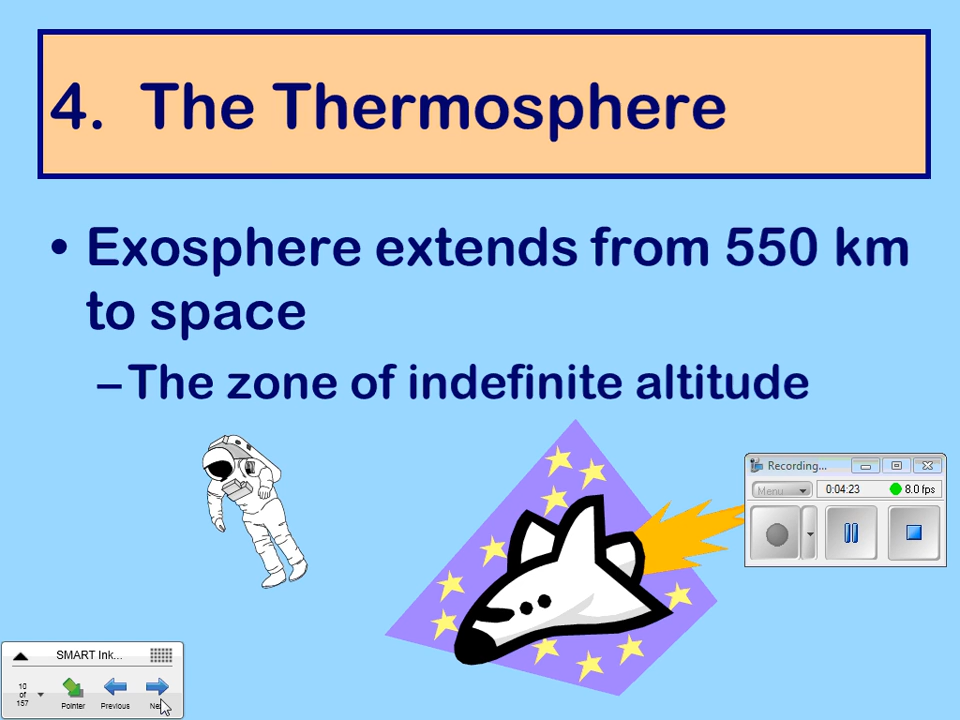 4. The Thermosphere
• Exosphere extends from 550 km
to space
– The zone of indefinite altitude
Recording...
Menu
0:04:23
8.0 fps
SMART Ink...
10
of
157
Pointer
Previous